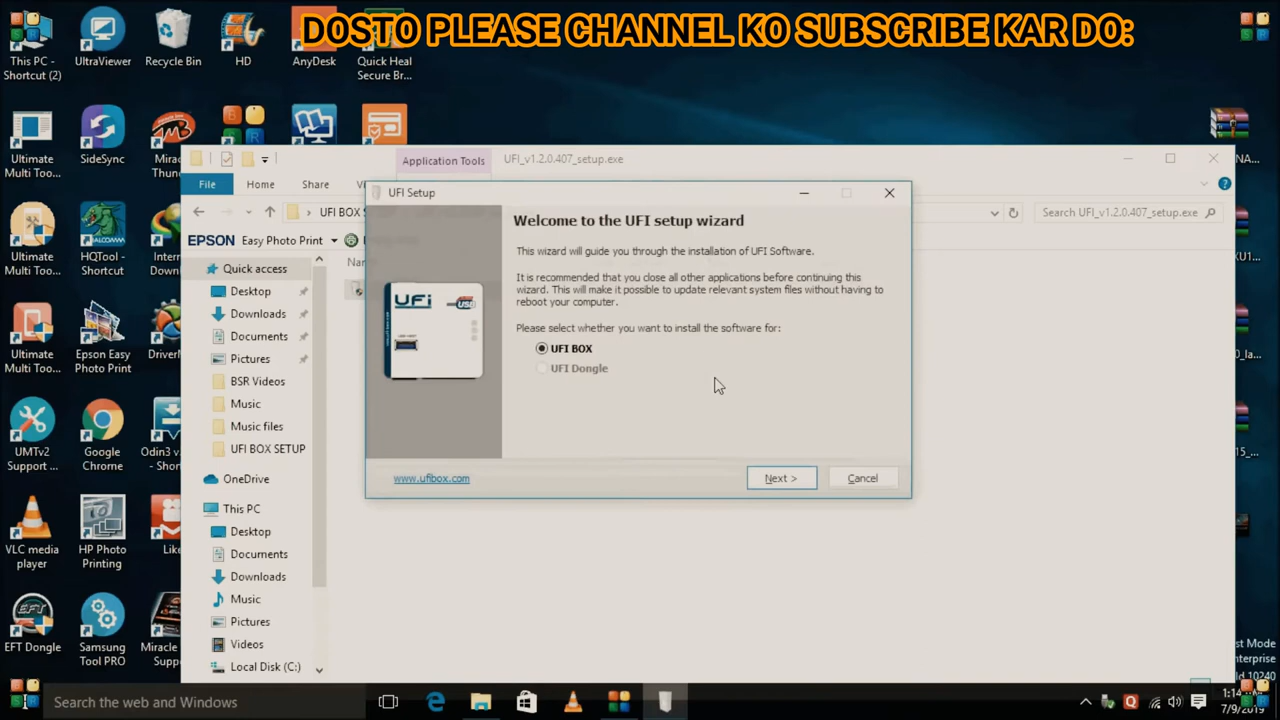 DOSTO PLEASE CHANNEL KO SUBSCRIBE KAR DO:
This PC -
Shortcut (2)
UltraViewer
Recycle Bin
HD
AnyDesk
Quick Heal
Secure Br...
Ultimate
Multi Too...
SideSync
Application Tools
UFI_v1.2.0.407_setup.exe
File
Home
Share
UFI Setup
Welcome to the UFI setup wizard
This wizard will guide you through the installation of UFI Software.
It is recommended that you close all other applications before continuing this
wizard. This will make it possible to update relevant system files without having to
reboot your computer.
Please select whether you want to install the software for:
UFI BOX
UFI Dongle
www.ufibox.com
Next >
Cancel
UFi
UFI BOX S
Search UFI_v1.2.0.407_setup.exe
EPSON Easy Photo Print
Quick access
Desktop
Downloads
Documents
Pictures
BSR Videos
Music
Music files
UFI BOX SETUP
OneDrive
This PC
Desktop
Documents
Downloads
Music
Pictures
Videos
Local Disk (C:)
Ultimate
Multi Too...
HQTool -
Shortcut
Ultimate
Multi Too...
Epson Easy
Photo Print
UMTv2
Support ...
Google
Chrome
VLC media
player
HP Photo
Printing
EFT Dongle
Samsung
Tool PRO
Search the web and Windows
7/9/2019